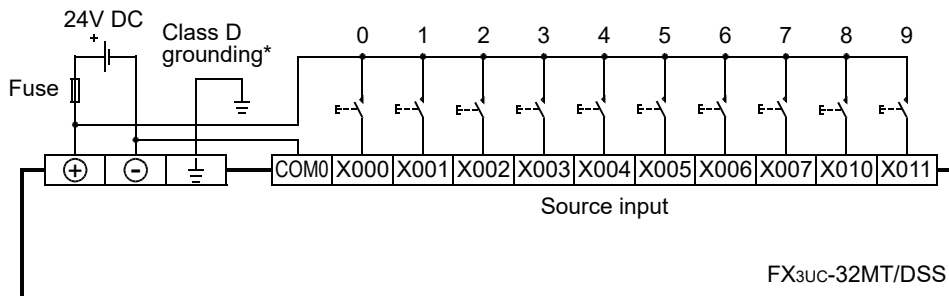 24V DC
+
Class D
grounding*
Fuse
0 1 2 3 4 5 6 7 8 9
+ - COM0 X000 X001 X002 X003 X004 X005 X006 X007 X010 X011
Source input
FX3UC-32MT/DSS